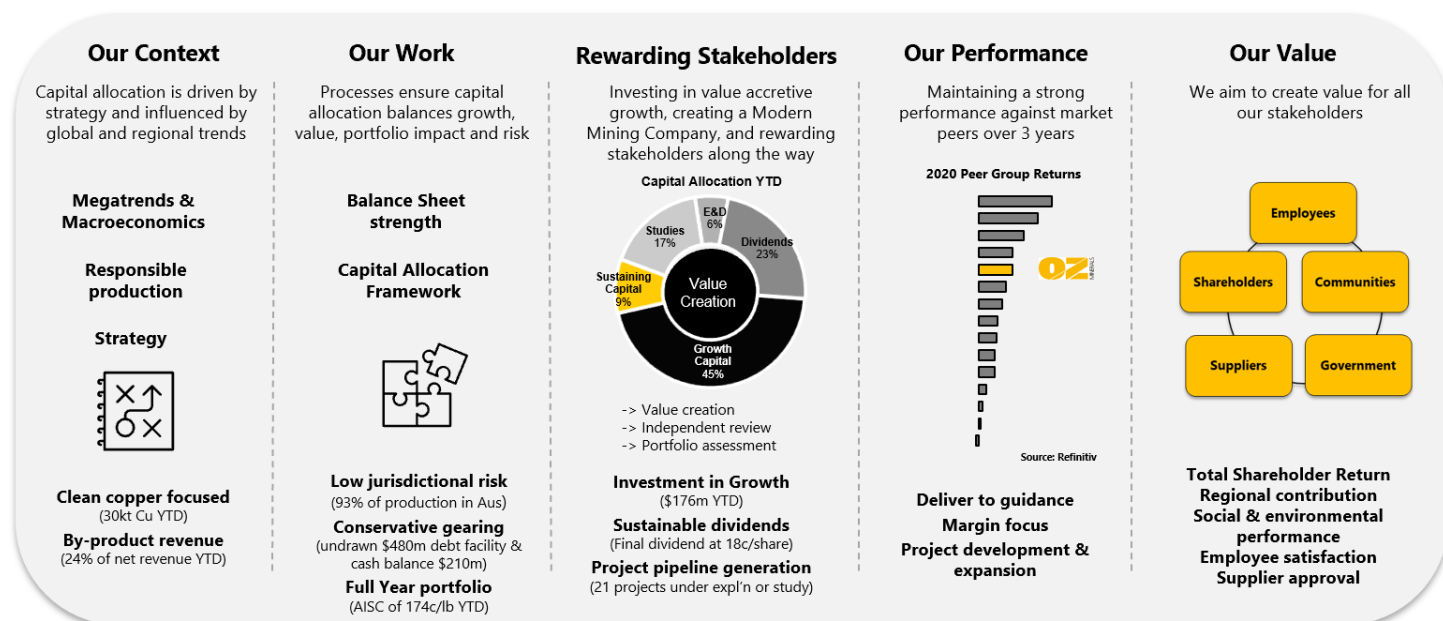 Our Context
Capital allocation is driven by
strategy and influenced by
global and regional trends
Megatrends &
Macroeconomics
Responsible
production
Strategy
Clean copper focused
(30kt Cu YTD)
By-product revenue
(24% of net revenue YTD)
Our Work
Processes ensure capital
allocation balances growth,
value, portfolio impact and risk
Balance Sheet
strength
Capital Allocation
Framework
Low jurisdictional risk
(93% of production in Aus)
Conservative gearing
(undrawn $480m debt facility &
cash balance $210m)
Full Year portfolio
(AISC of 174c/lb YTD)
Rewarding Stakeholders
Investing in value accretive
growth, creating a Modern
Mining Company, and rewarding
stakeholders along the way
Capital Allocation YTD
E&D
6%
Dividends
23%
Studies
17%
Sustaining
Capital
9%
Value
Creation
Growth
Capital
45%
-> Value creation
-> Independent review
-> Portfolio assessment
Investment in Growth
($176m YTD)
Sustainable dividends
(Final dividend at 18c/share)
Project pipeline generation
(21 projects under expl'n or study)
Our Performance
Maintaining a strong
performance against market
peers over 3 years
2020 Peer Group Returns
OZ
MINERALS
Source: Refinitiv
Deliver to guidance
Margin focus
Project development &
expansion
Our Value
We aim to create value for all
our stakeholders
Employees
Shareholders
Communities
Suppliers
Government
Total Shareholder Return
Regional contribution
Social & environmental
performance
Employee satisfaction
Supplier approval